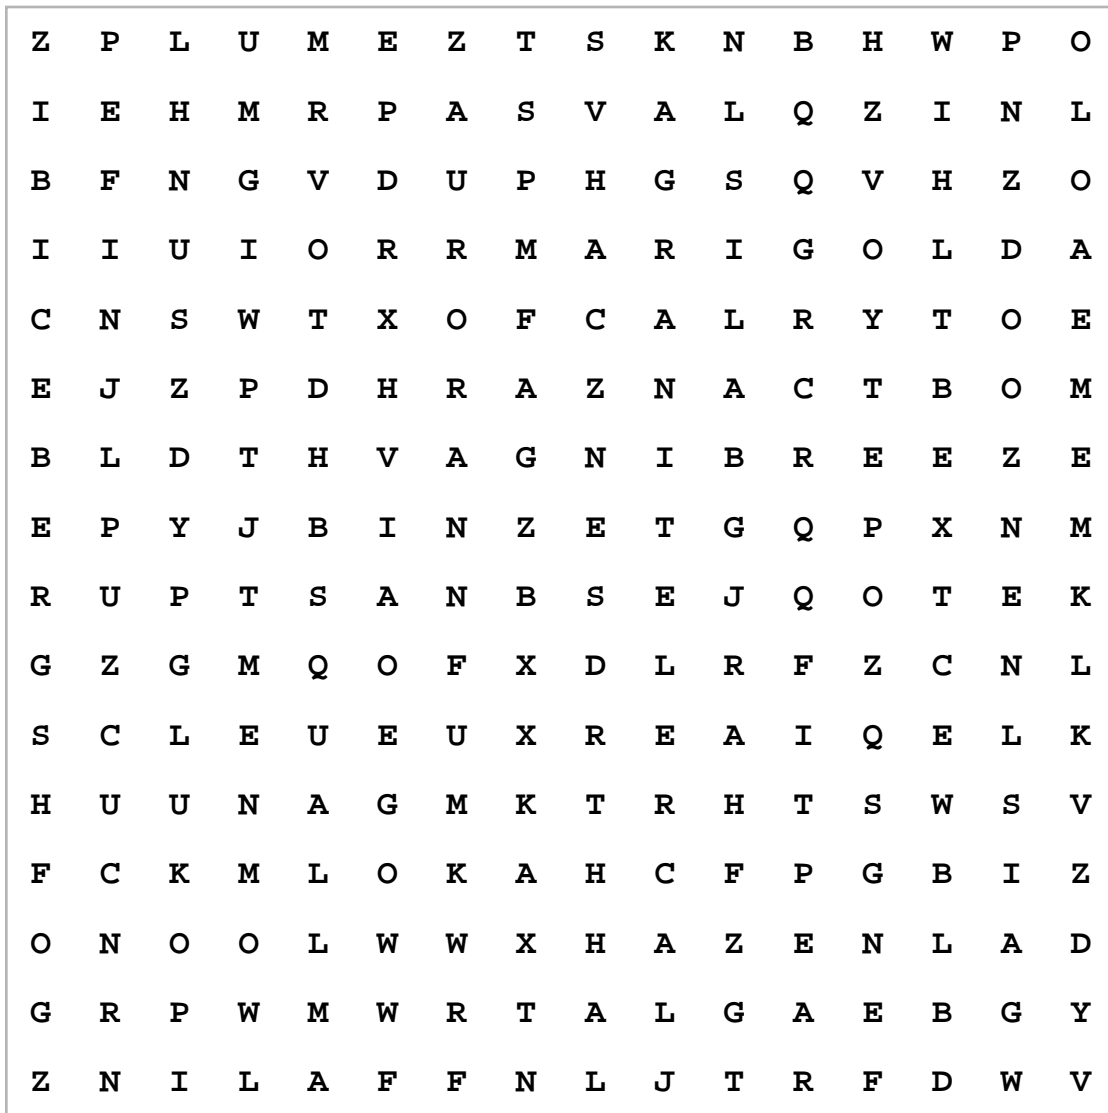 Z P L U M E Z T S K N B H W P O
I E H M R P A S V A L Q Z I N L
B F N G V D U P H G S Q V H Z O
I I U I O R R M A R I G O L D A
C N S W T X O F C A L R Y T O E
E J Z P D H R A Z N A C T B O M
B L D T H V A G N I B R E E Z E
E P Y J B I N Z E T G Q P X N M
R U P T S A N B S E J Q O T E K
G Z G M Q O F X D L R F Z C N L
S C L E U E U X R E A I Q E L K
H U U N A G M K T R H T S W S V
F C K M L O K A H C F P G B I Z
O N O O L W W X H A Z E N L A D
G R P W M W R T A L G A E B G Y
Z N I L A F F N L J T R F D W V